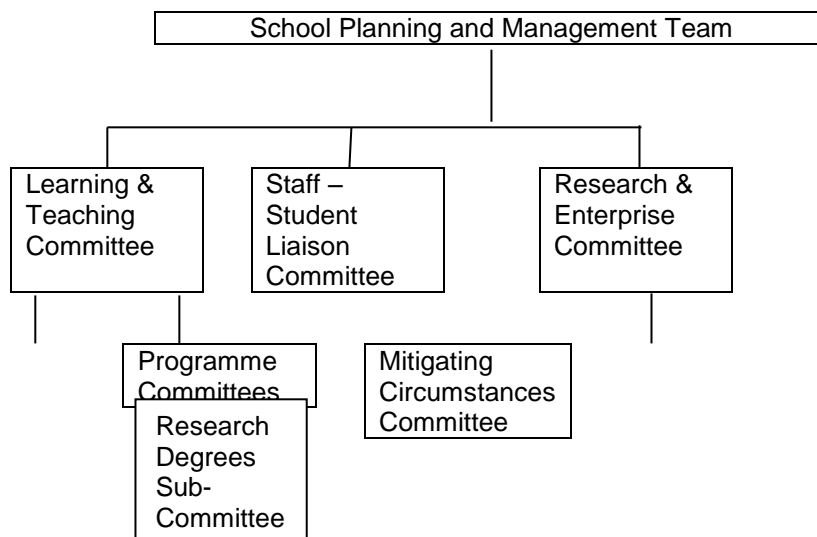 School Planning and Management Team
Learning &
Teaching
Committee
Staff –
Student
Liaison
Committee
Research &
Enterprise
Committee
Programme
Committees
Mitigating
Circumstances
Committee
Research
Degrees
Sub-
Committee